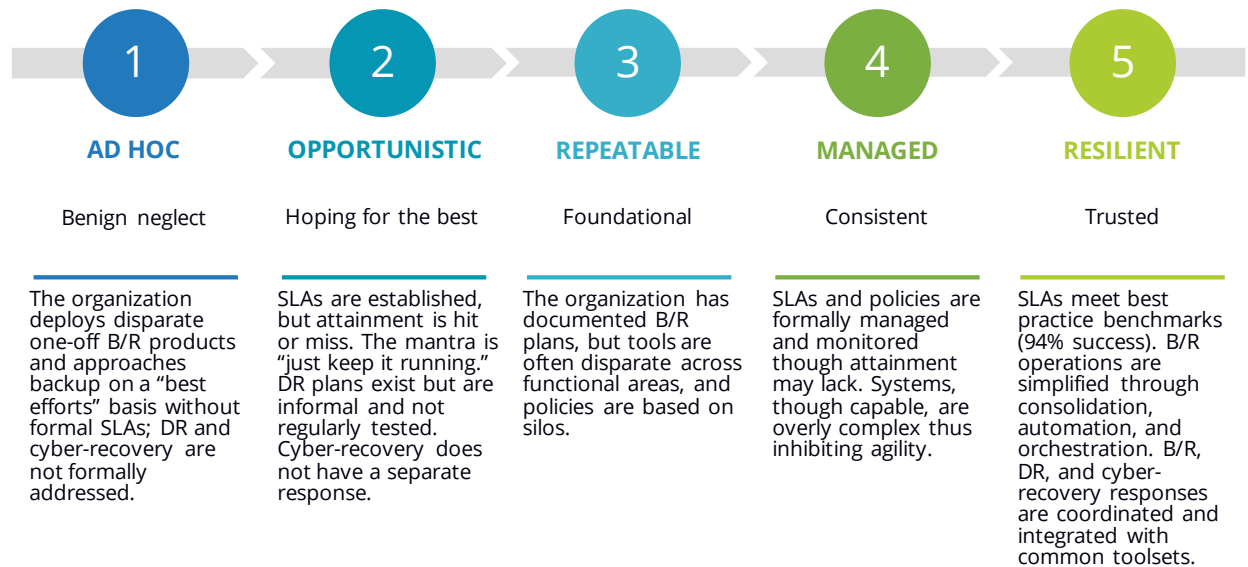 1
AD HOC
Benign neglect
The organization
deploys disparate
one-off B/R products
and approaches
backup on a “best
efforts” basis without
formal SLAs; DR and
cyber-recovery are
not formally
addressed.
2
OPPORTUNISTIC
Hoping for the best
SLAs are established,
but attainment is hit
or miss. The mantra is
“just keep it running.”
DR plans exist but are
informal and not
regularly tested.
Cyber-recovery does
not have a separate
response.
3
REPEATABLE
Foundational
The organization has
documented B/R
plans, but tools are
often disparate across
functional areas, and
policies are based on
silos.
4
MANAGED
Consistent
SLAs and policies are
formally managed
and monitored
though attainment
may lack. Systems,
though capable, are
overly complex thus
inhibiting agility.
5
RESILIENT
Trusted
SLAs meet best
practice benchmarks
(94% success). B/R
operations are
simplified through
consolidation,
automation, and
orchestration. B/R,
DR, and cyber-
recovery responses
are coordinated and
integrated with
common toolsets.